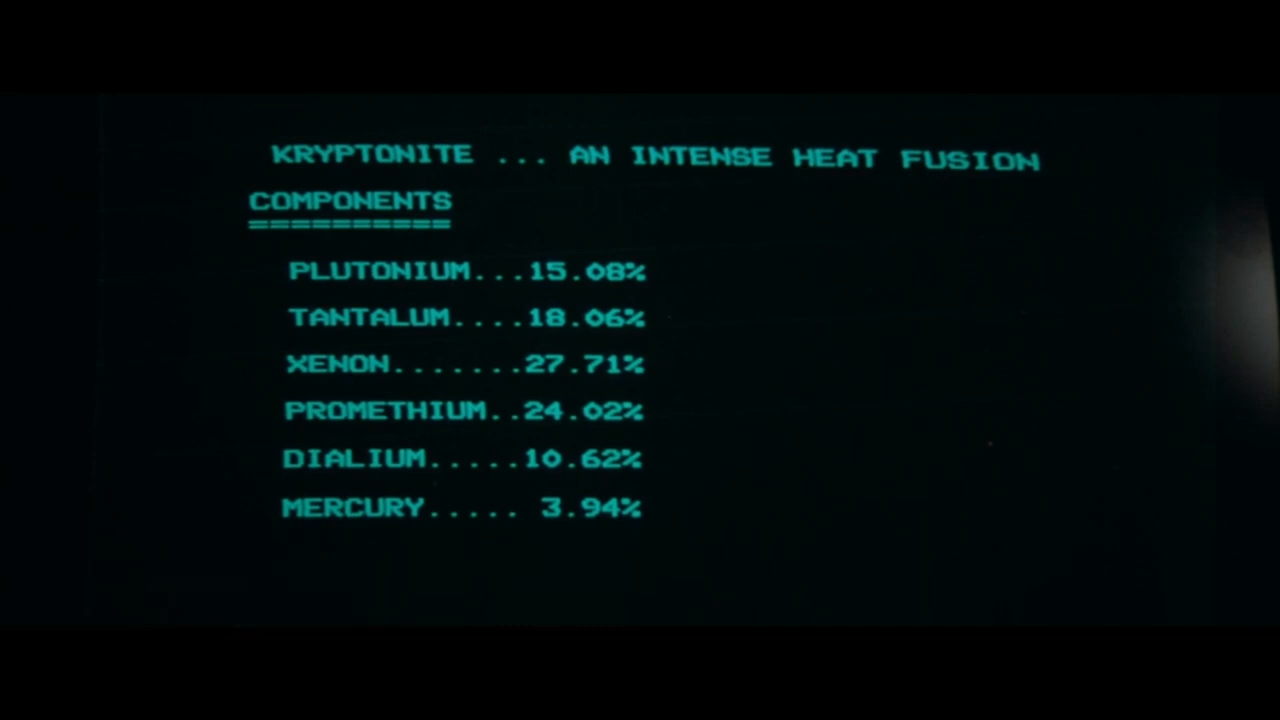 KRYPTONITE ... AN INTENSE HEAT FUSION
COMPONENTS
==========
PLUTONIUM...15.08%
TANTALUM....18.06%
XENON.......27.71%
PROMETHIUM..24.02%
DIALIUM.....10.62%
MERCURY..... 3.94%